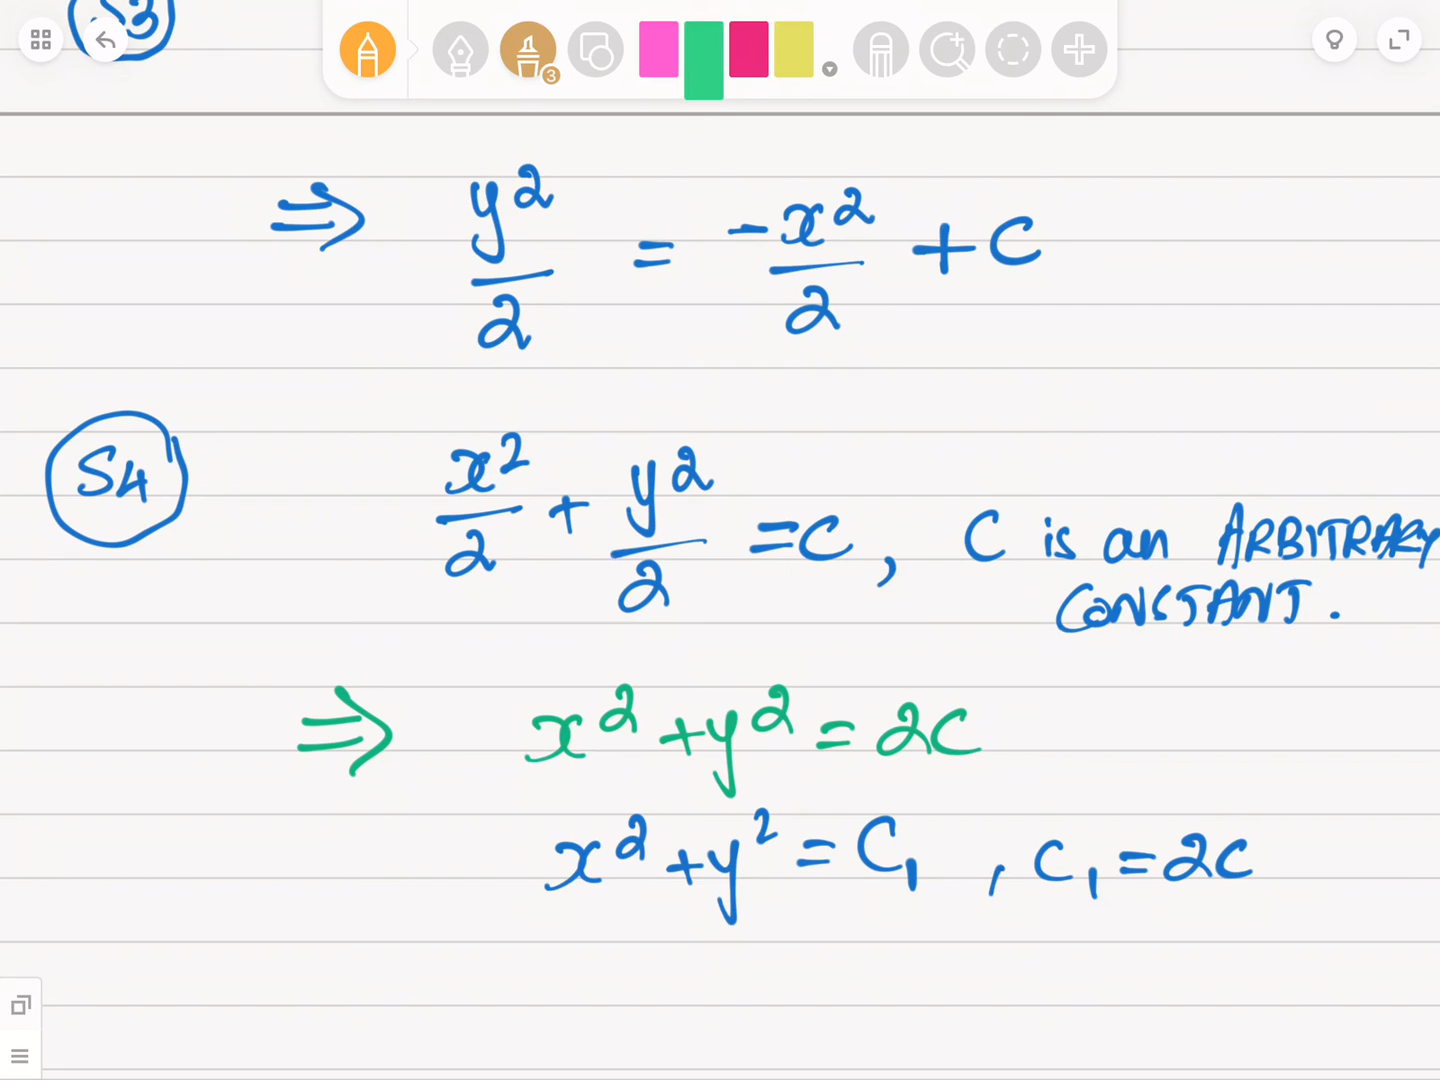 S3
3
⇒ y²/2 = -x²/2 + C
S4
x²/2 + y²/2 = C, C is an ARBITRARY
CONSTANT.
⇒ x² + y² = 2C
x² + y² = C₁, C₁ = 2C